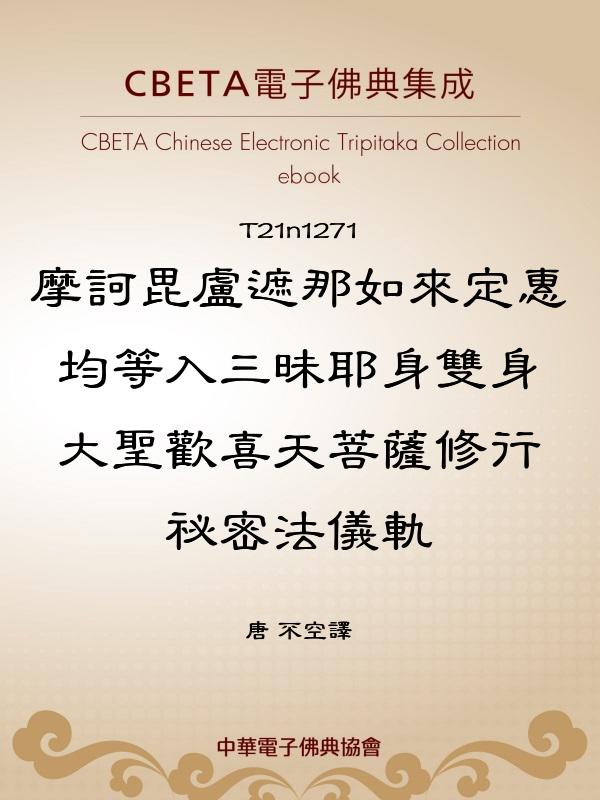 CBETA電子佛典集成
CBETA Chinese Electronic Tripitaka Collection
ebook
T21n1271
摩訶毘盧遮那如來定惠
均等入三昧耶身雙身
大聖歡喜天菩薩修行
祕密法儀軌
唐 不空譯
中華電子佛典協會